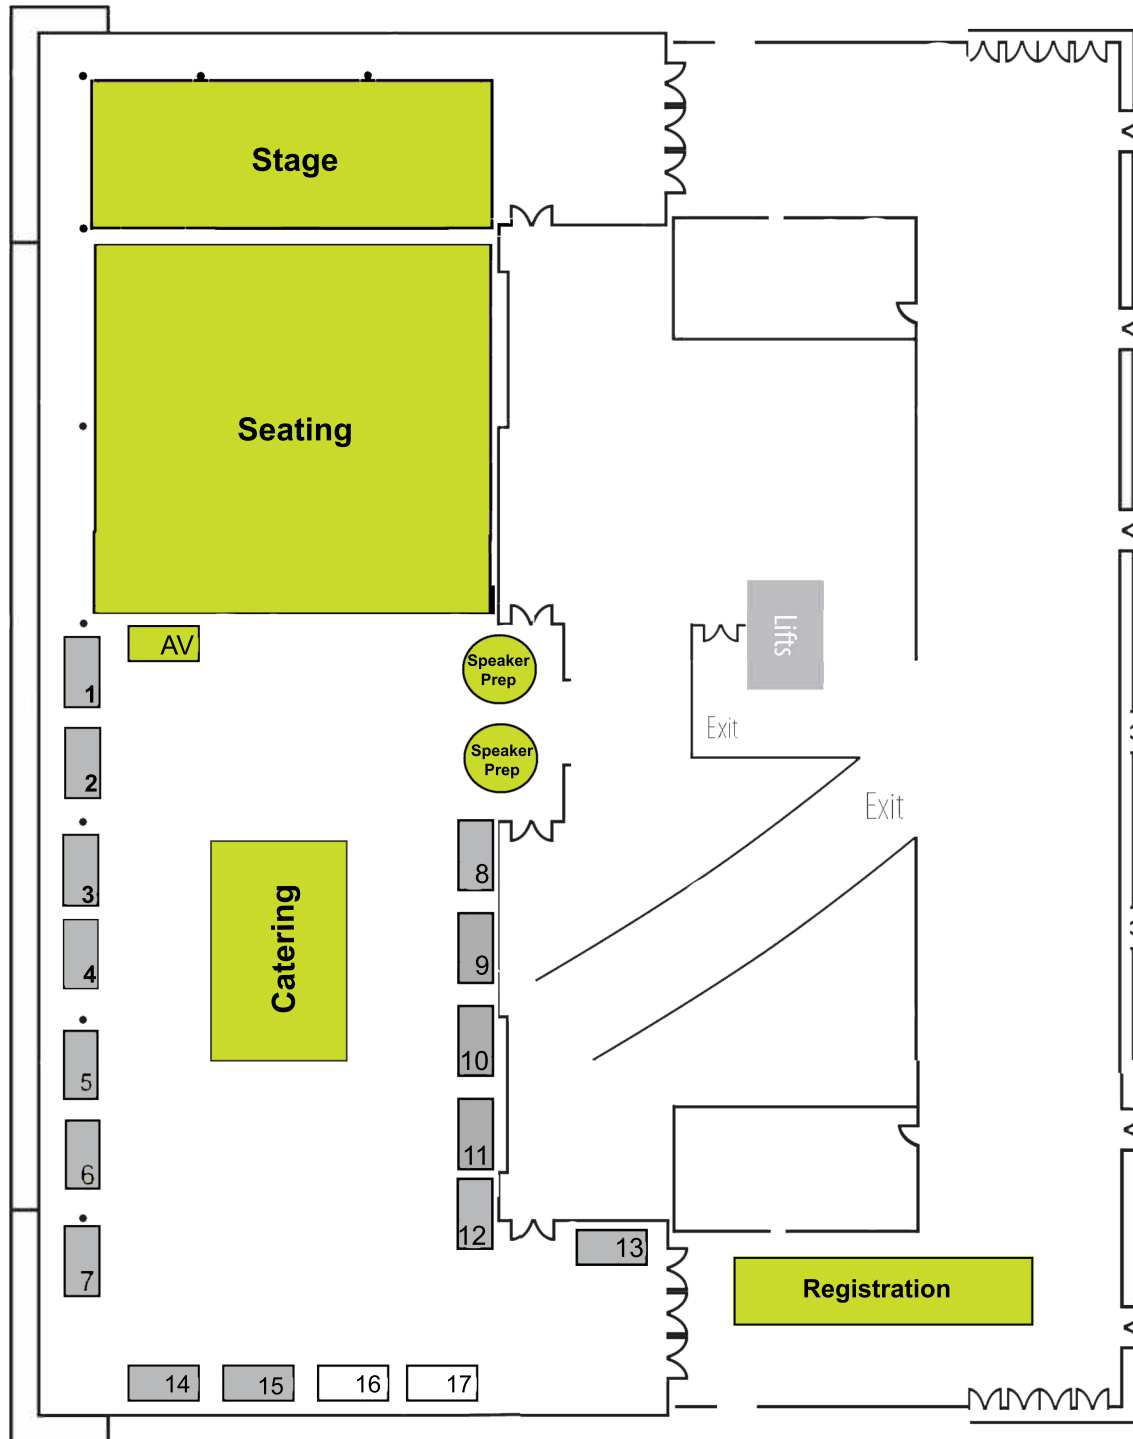 Stage
Seating
AV
Speaker
Prep
Lifts
1
Exit
2
Speaker
Prep
Exit
3
8
Catering
4
9
5
10
6
11
7
12
13
Registration
14
15
16
17